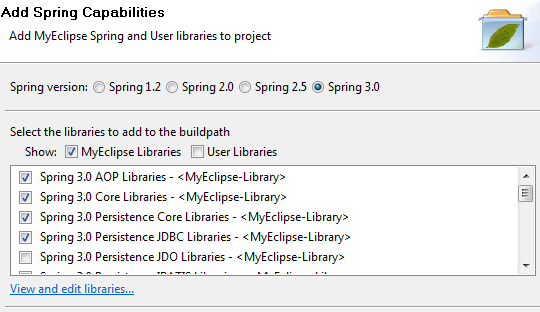 Add Spring Capabilities
Add MyEclipse Spring and User libraries to project
Spring version: Spring 1.2 Spring 2.0 Spring 2.5 Spring 3.0
Select the libraries to add to the buildpath
Show: MyEclipse Libraries User Libraries
Spring 3.0 AOP Libraries - <MyEclipse-Library>
Spring 3.0 Core Libraries - <MyEclipse-Library>
Spring 3.0 Persistence Core Libraries - <MyEclipse-Library>
Spring 3.0 Persistence JDBC Libraries - <MyEclipse-Library>
Spring 3.0 Persistence JDO Libraries - <MyEclipse-Library>
View and edit libraries...